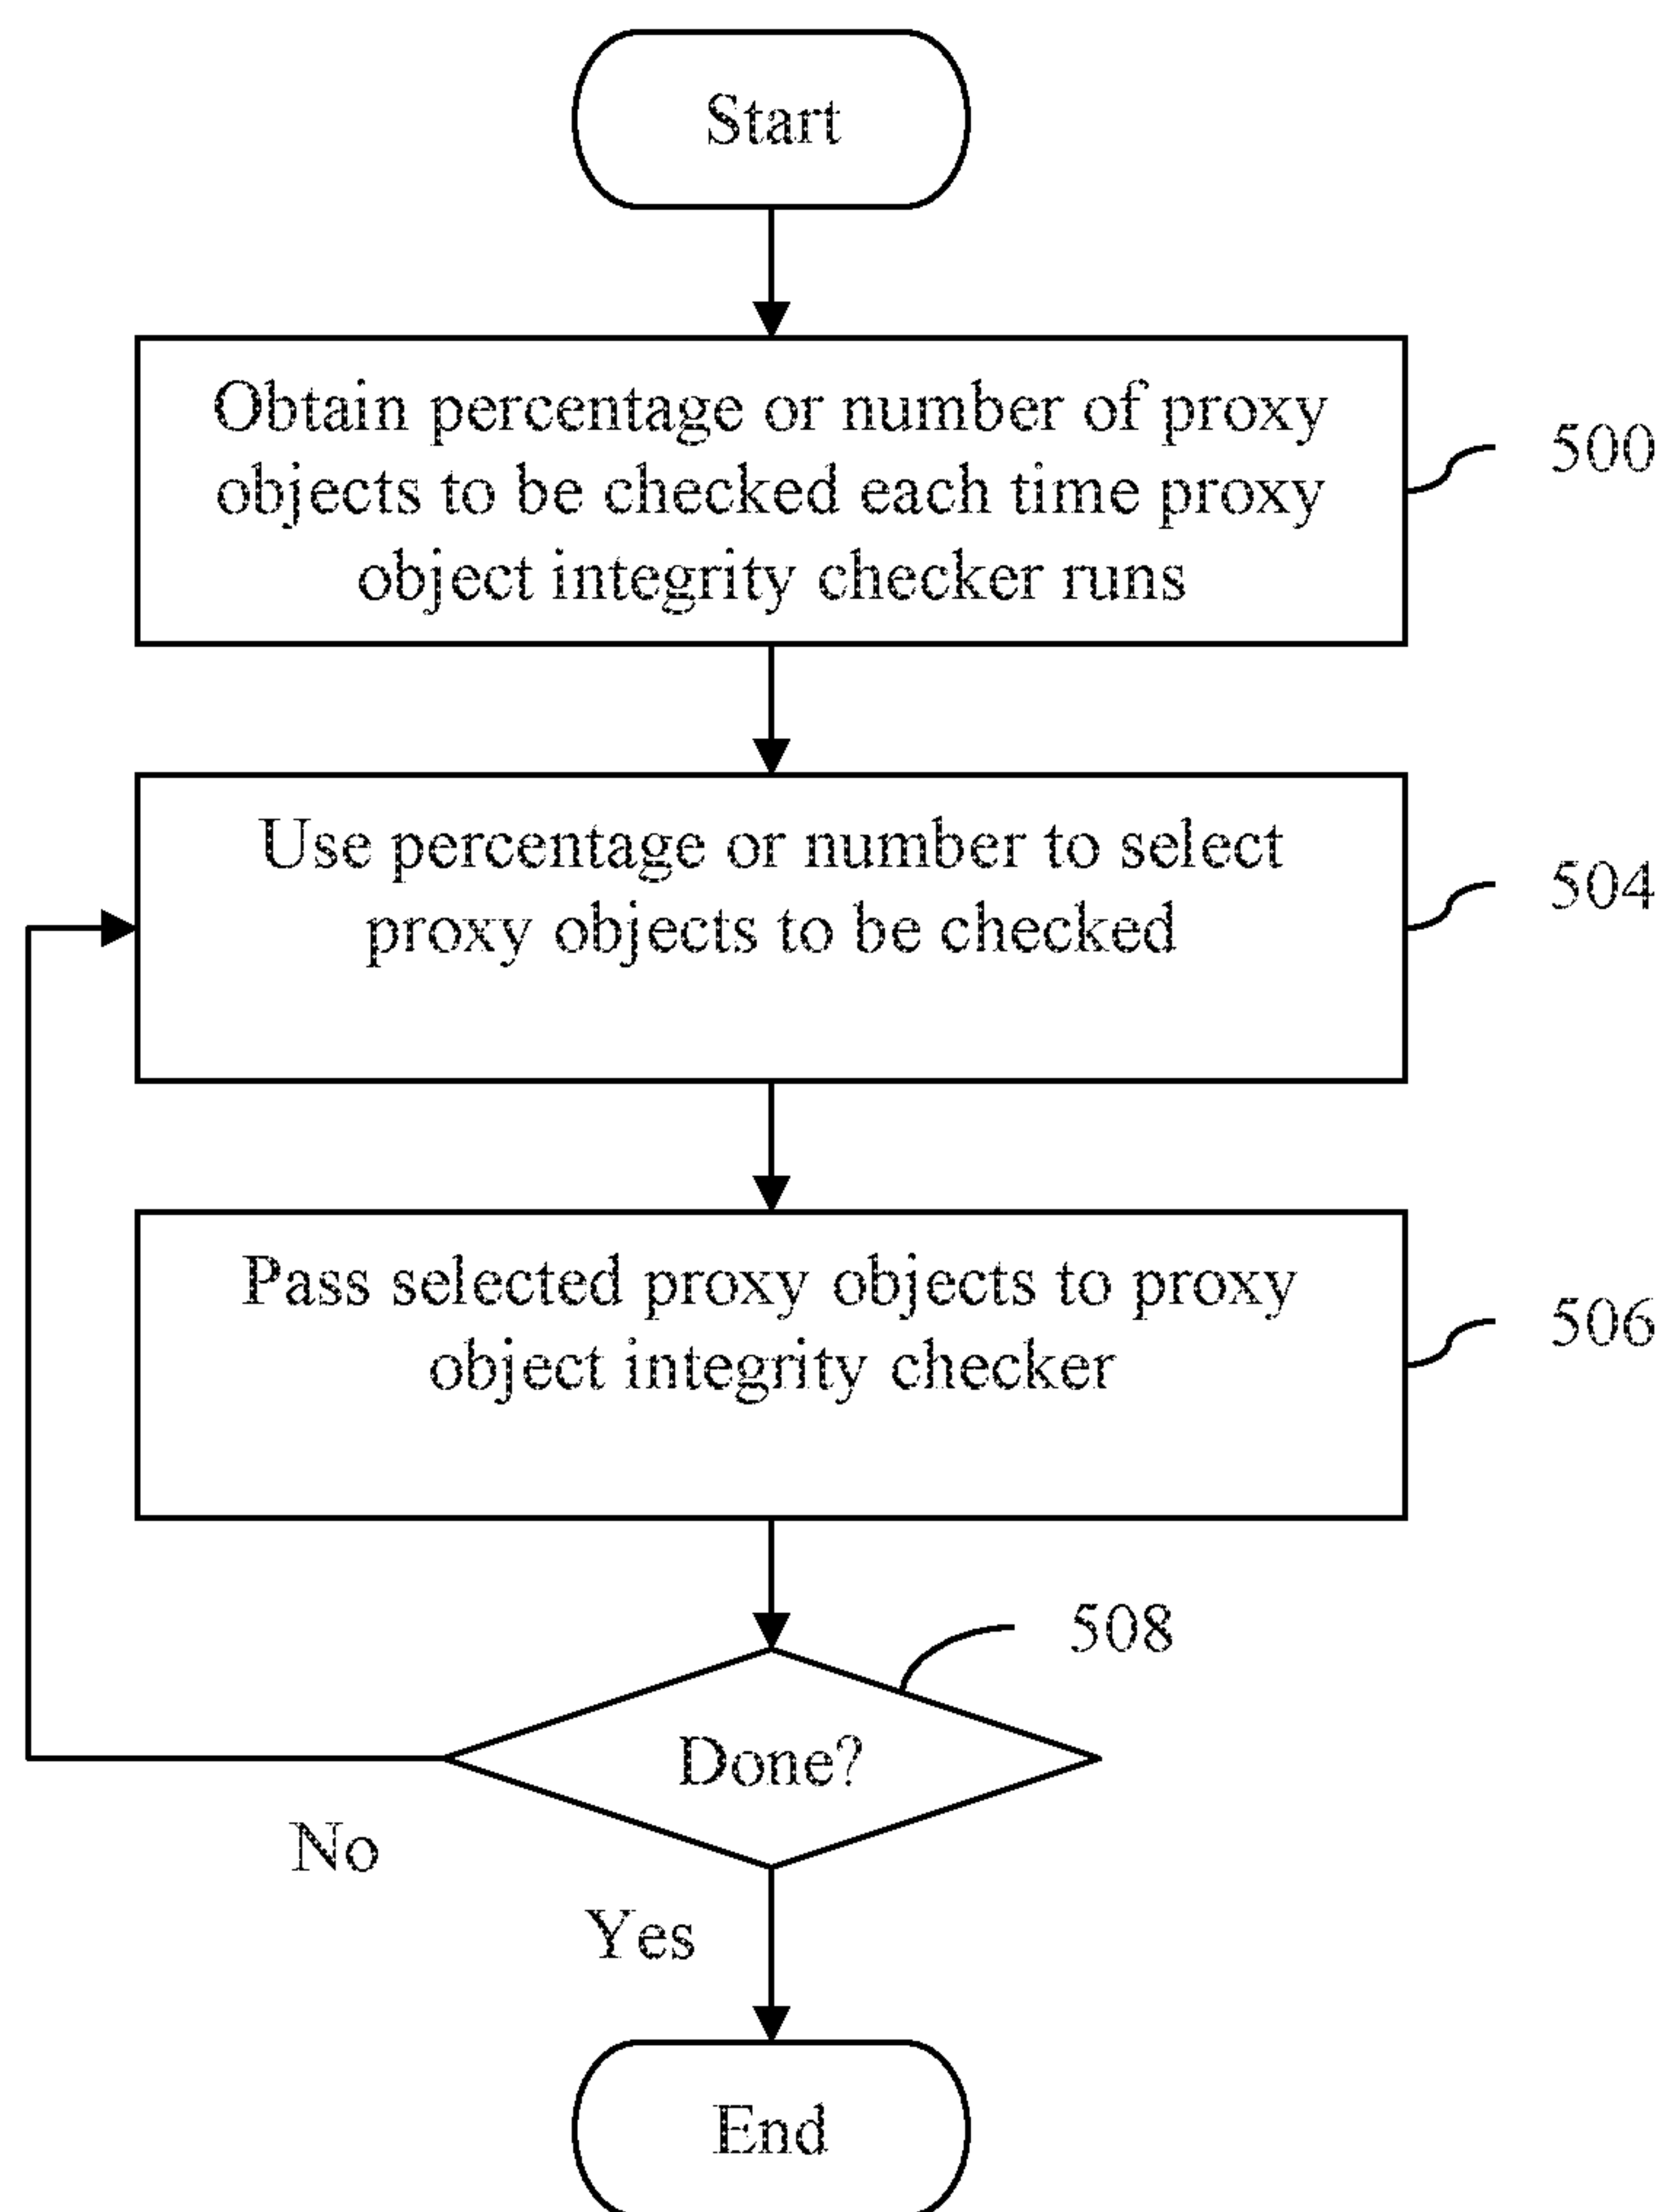 Start
Obtain percentage or number of proxy
objects to be checked each time proxy
object integrity checker runs
500
Use percentage or number to select
proxy objects to be checked
504
Pass selected proxy objects to proxy
object integrity checker
506
508
Done?
No
Yes
End